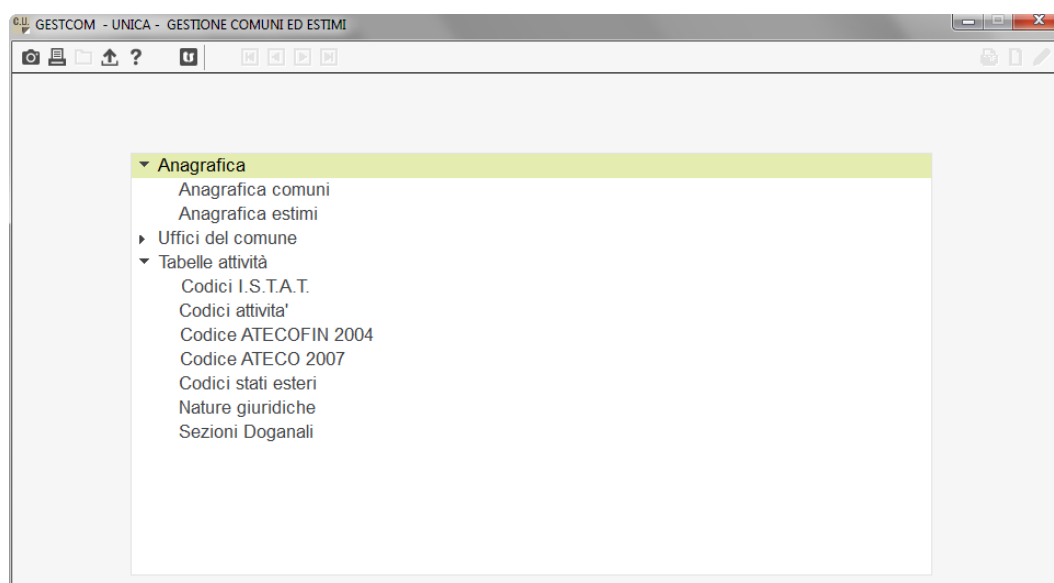 C.U. GESTCOM - UNICA - GESTIONE COMUNI ED ESTIMI
Anagrafica
Anagrafica comuni
Anagrafica estimi
Uffici del comune
Tabelle attività
Codici I.S.T.A.T.
Codici attivita'
Codice ATECOFIN 2004
Codice ATECO 2007
Codici stati esteri
Nature giuridiche
Sezioni Doganali